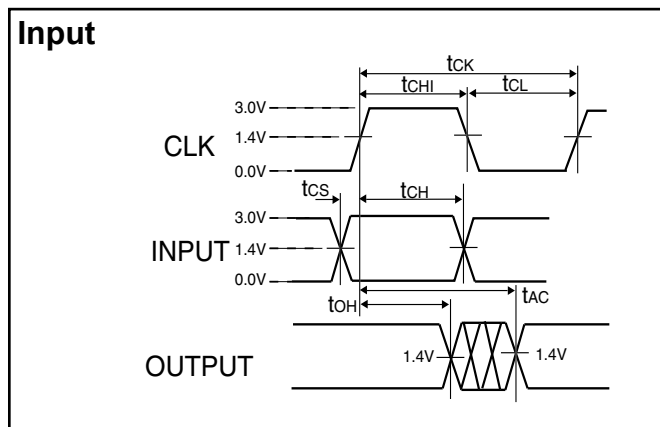 Input
tCK
tCHI tCL
3.0V
CLK 1.4V
0.0V
tCS tCH
3.0V
INPUT 1.4V
0.0V
tAC
tOH
OUTPUT 1.4V 1.4V